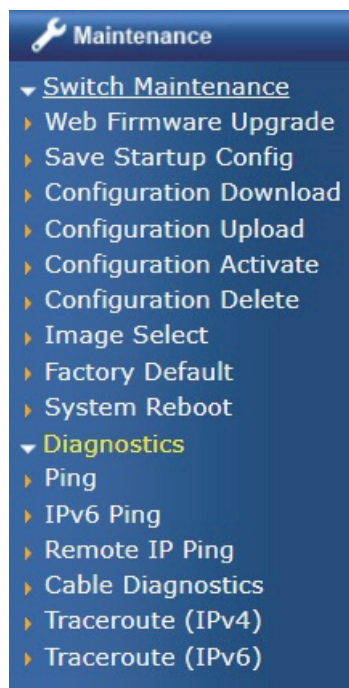 Maintenance
Switch Maintenance
Web Firmware Upgrade
Save Startup Config
Configuration Download
Configuration Upload
Configuration Activate
Configuration Delete
Image Select
Factory Default
System Reboot
Diagnostics
Ping
IPv6 Ping
Remote IP Ping
Cable Diagnostics
Traceroute (IPv4)
Traceroute (IPv6)